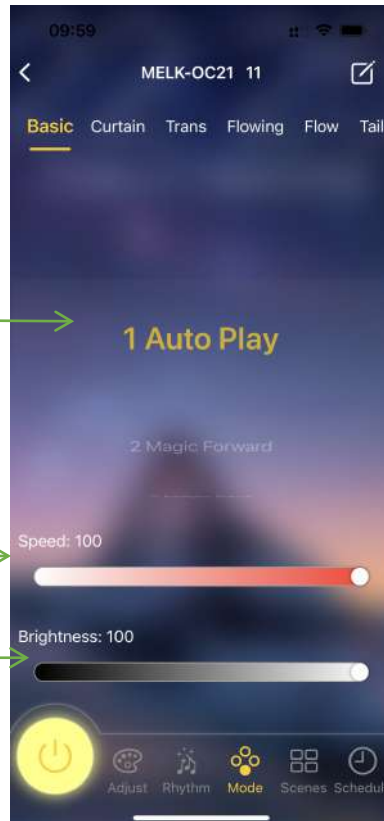 09:59
MELK-OC21 11
Basic Curtain Trans Flowing Flow Tail
1 Auto Play
2 Magic Forward
Speed: 100
Brightness: 100
Adjust Rhythm Mode Scenes Schedul